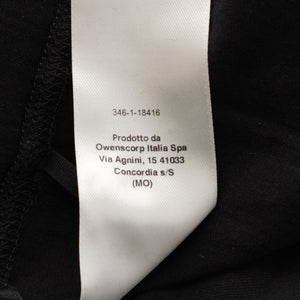 346-1-18416
Prodotto da
Owenscorp Italia Spa
Via Agnini, 15 41033
Concordia s/S
(MO)